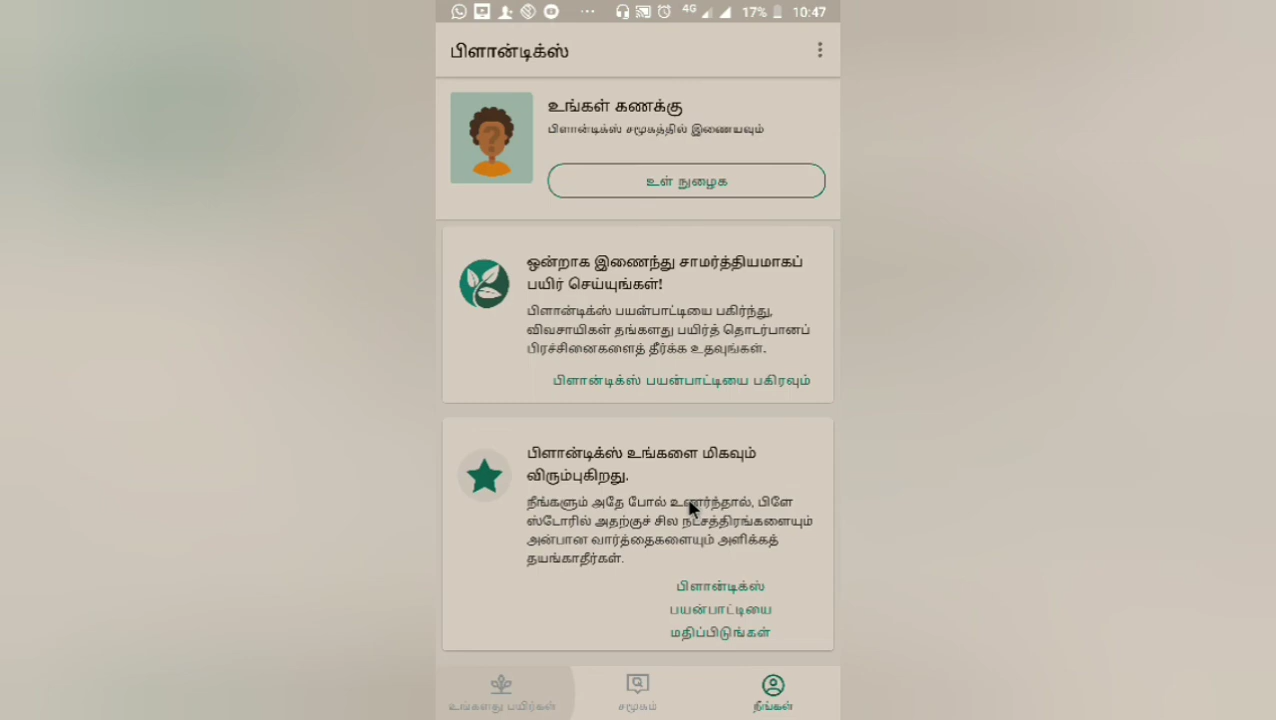 4G 17% 10:47
பிளான்டிக்ஸ்
உங்கள் கணக்கு
பிளான்டிக்ஸ் சமூகத்தில் இணையவும்
உள் நுழைக
ஒன்றாக இணைந்து சாமர்த்தியமாகப்
பயிர் செய்யுங்கள்!
பிளான்டிக்ஸ் பயன்பாட்டியை பகிர்ந்து,
விவசாயிகள் தங்களது பயிர்த் தொடர்பானப்
பிரச்சினைகளைத் தீர்க்க உதவுங்கள்.
பிளான்டிக்ஸ் பயன்பாட்டியை பகிரவும்
பிளான்டிக்ஸ் உங்களை மிகவும்
விரும்புகிறது.
நீங்களும் அதே போல் உணர்ந்தால், பிளே
ஸ்டோரில் அதற்குச் சில நட்சத்திரங்களையும்
அன்பான வார்த்தைகளையும் அளிக்கத்
தயங்காதீர்கள்.
பிளான்டிக்ஸ்
பயன்பாட்டியை
மதிப்பிடுங்கள்
உங்களது பயிர்கள் சமூகம் நீங்கள்